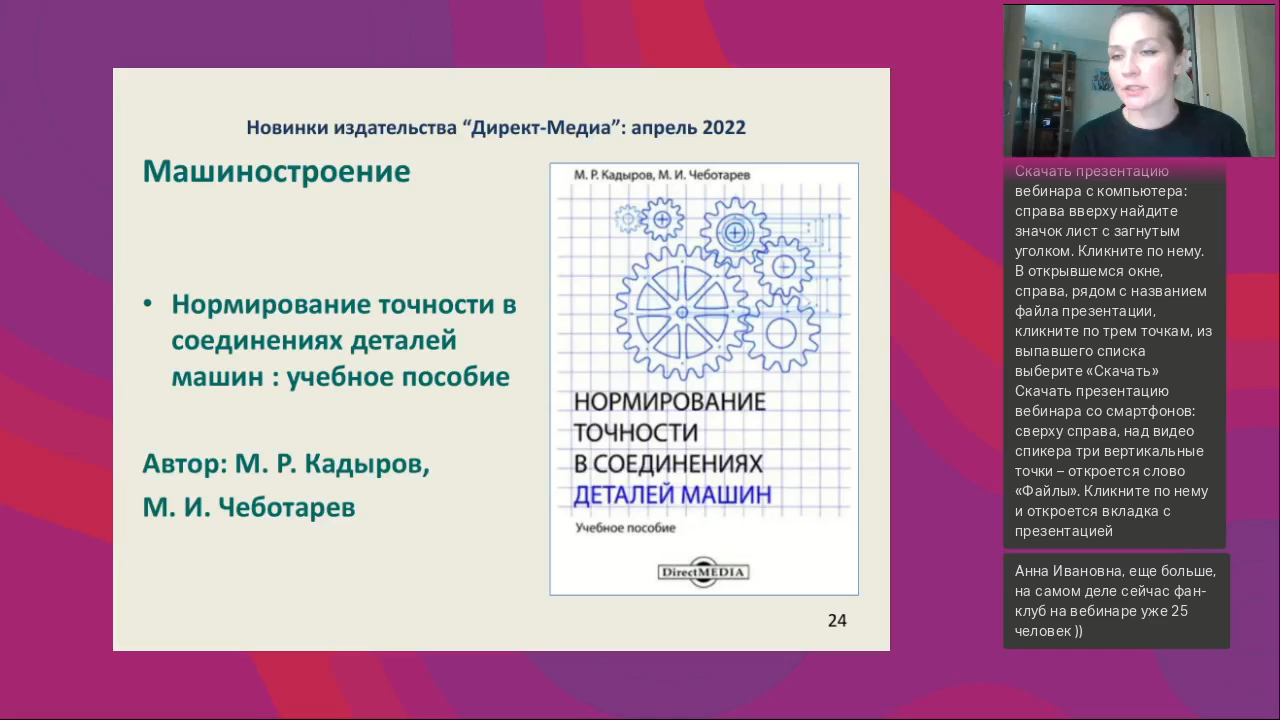 Новинки издательства “Директ-Медиа”: апрель 2022
Машиностроение
• Нормирование точности в
соединениях деталей
машин : учебное пособие
Автор: М. Р. Кадыров,
М. И. Чеботарев
М. Р. Кадыров, М. И. Чеботарев
НОРМИРОВАНИЕ
ТОЧНОСТИ
В СОЕДИНЕНИЯХ
ДЕТАЛЕЙ МАШИН
Учебное пособие
DirectMEDIA
24
Скачать презентацию
вебинара с компьютера:
справа вверху найдите
значок лист с загнутым
уголком. Кликните по нему.
В открывшемся окне,
справа, рядом с названием
файла презентации,
кликните по трем точкам, из
выпавшего списка
выберите «Скачать»
Скачать презентацию
вебинара со смартфонов:
сверху справа, над видео
спикера три вертикальные
точки – откроется слово
«Файлы». Кликните по нему
и откроется вкладка с
презентацией
Анна Ивановна, еще больше,
на самом деле сейчас фан-
клуб на вебинаре уже 25
человек ))